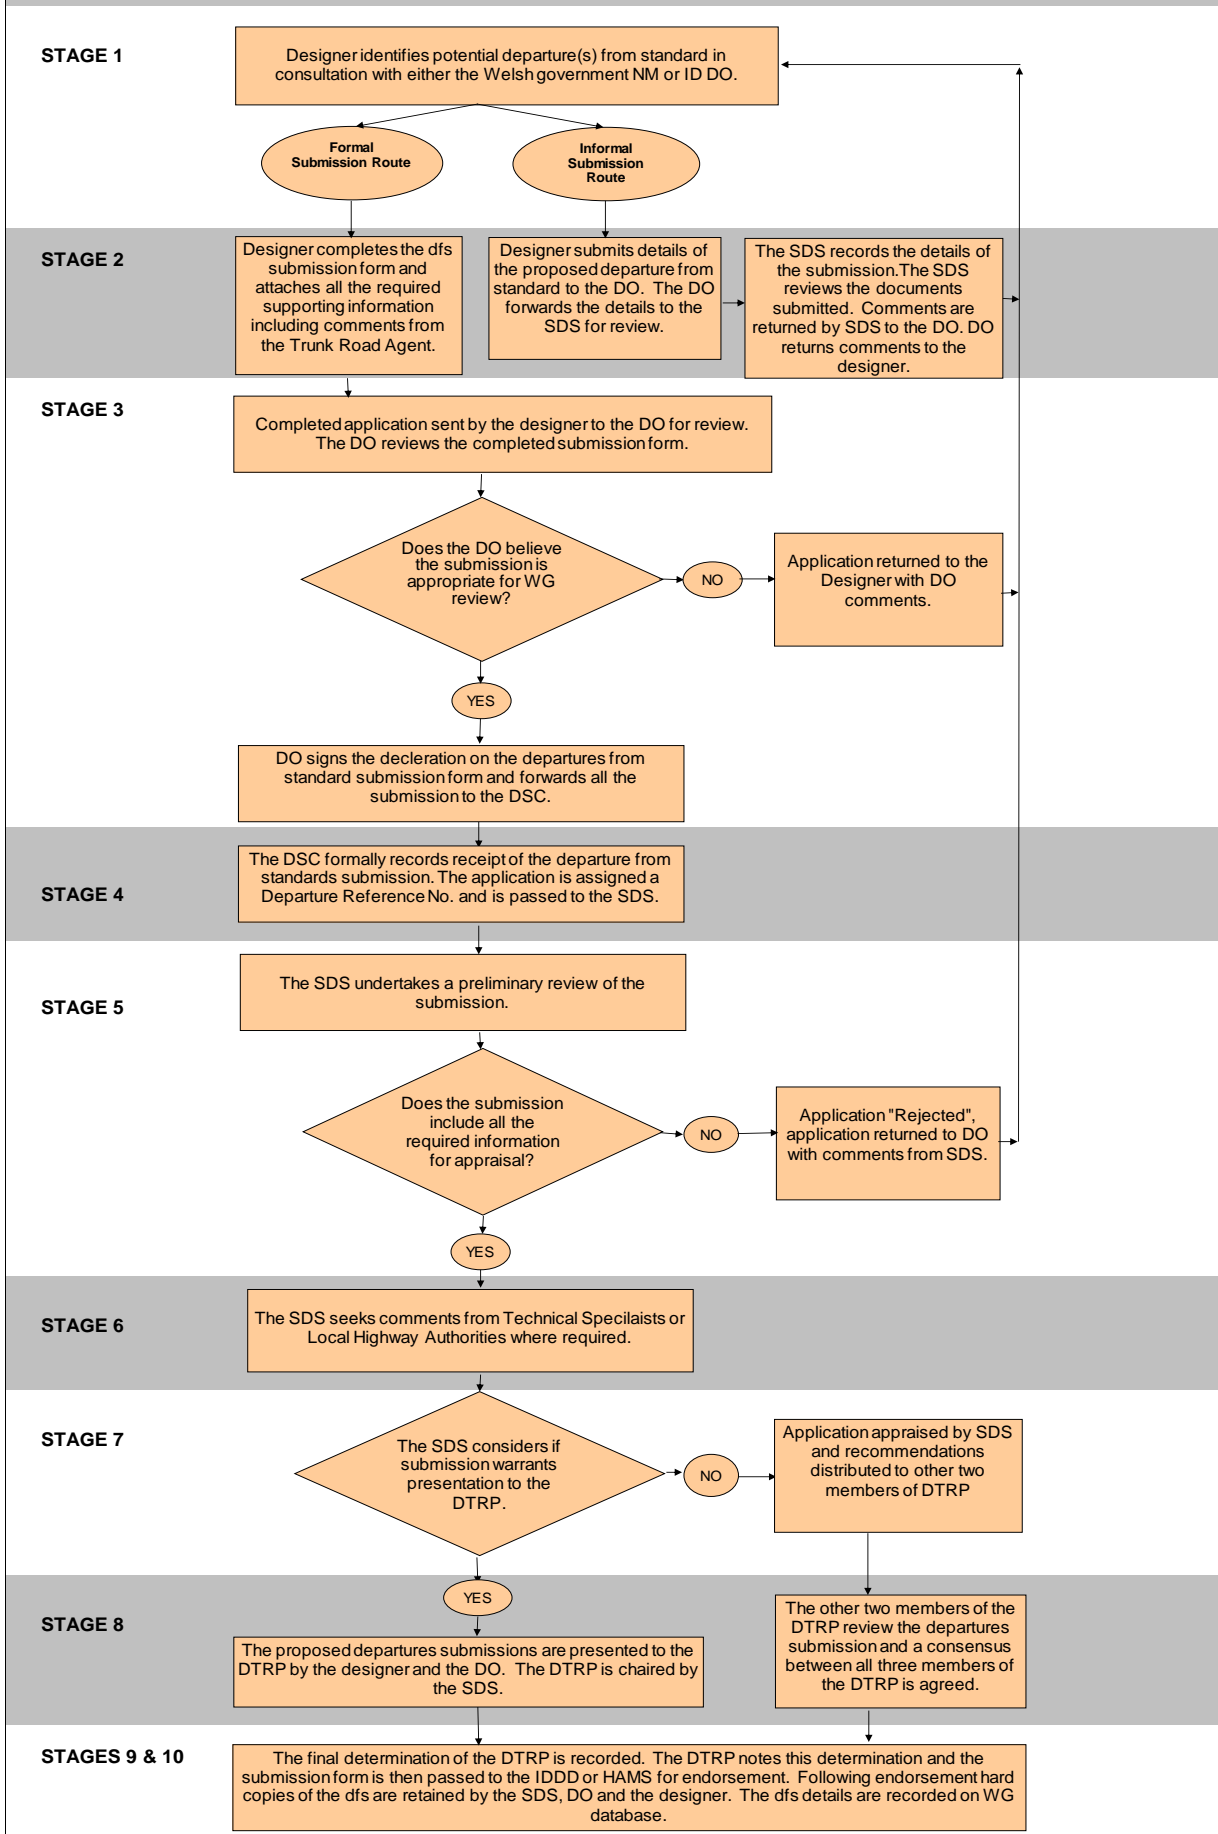 STAGE 1
Designer identifies potential departure(s) from standard in
consultation with either the Welsh government NM or ID DO.
Formal
Submission Route
Informal
Submission
Route
STAGE 2
Designer completes the dfs
submission form and
attaches all the required
supporting information
including comments from
the Trunk Road Agent.
Designer submits details of
the proposed departure from
standard to the DO.  The DO
forwards the details to the
SDS for review.
The SDS records the details of
the submission.The SDS
reviews the documents
submitted.  Comments are
returned by SDS to the DO. DO
returns comments to the
designer.
STAGE 3
Completed application sent by the designer to the DO for review.
The DO reviews the completed submission form.
Does the DO believe
the submission is
appropriate for WG
review?
NO
Application returned to the
Designer with DO
comments.
YES
DO signs the decleration on the departures from
standard submission form and forwards all the
submission to the DSC.
STAGE 4
The DSC formally records receipt of the departure from
standards submission. The application is assigned a
Departure Reference No. and is passed to the SDS.
STAGE 5
The SDS undertakes a preliminary review of the
submission.
Does the submission
include all the
required information
for appraisal?
NO
Application "Rejected",
application returned to DO
with comments from SDS.
YES
STAGE 6
The SDS seeks comments from Technical Specilaists or
Local Highway Authorities where required.
STAGE 7
The SDS considers if
submission warrants
presentation to the
DTRP.
NO
Application appraised by SDS
and recommendations
distributed to other two
members of DTRP
YES
STAGE 8
The proposed departures submissions are presented to the
DTRP by the designer and the DO.  The DTRP is chaired by
the SDS.
The other two members of the
DTRP review the departures
submission and a consensus
between all three members of
the DTRP is agreed.
STAGES 9 & 10
The final determination of the DTRP is recorded.  The DTRP notes this determination and the
submission form is then passed to the IDDD or HAMS for endorsement.  Following endorsement hard
copies of the dfs are retained by the SDS, DO and the designer.  The dfs details are recorded on WG
database.